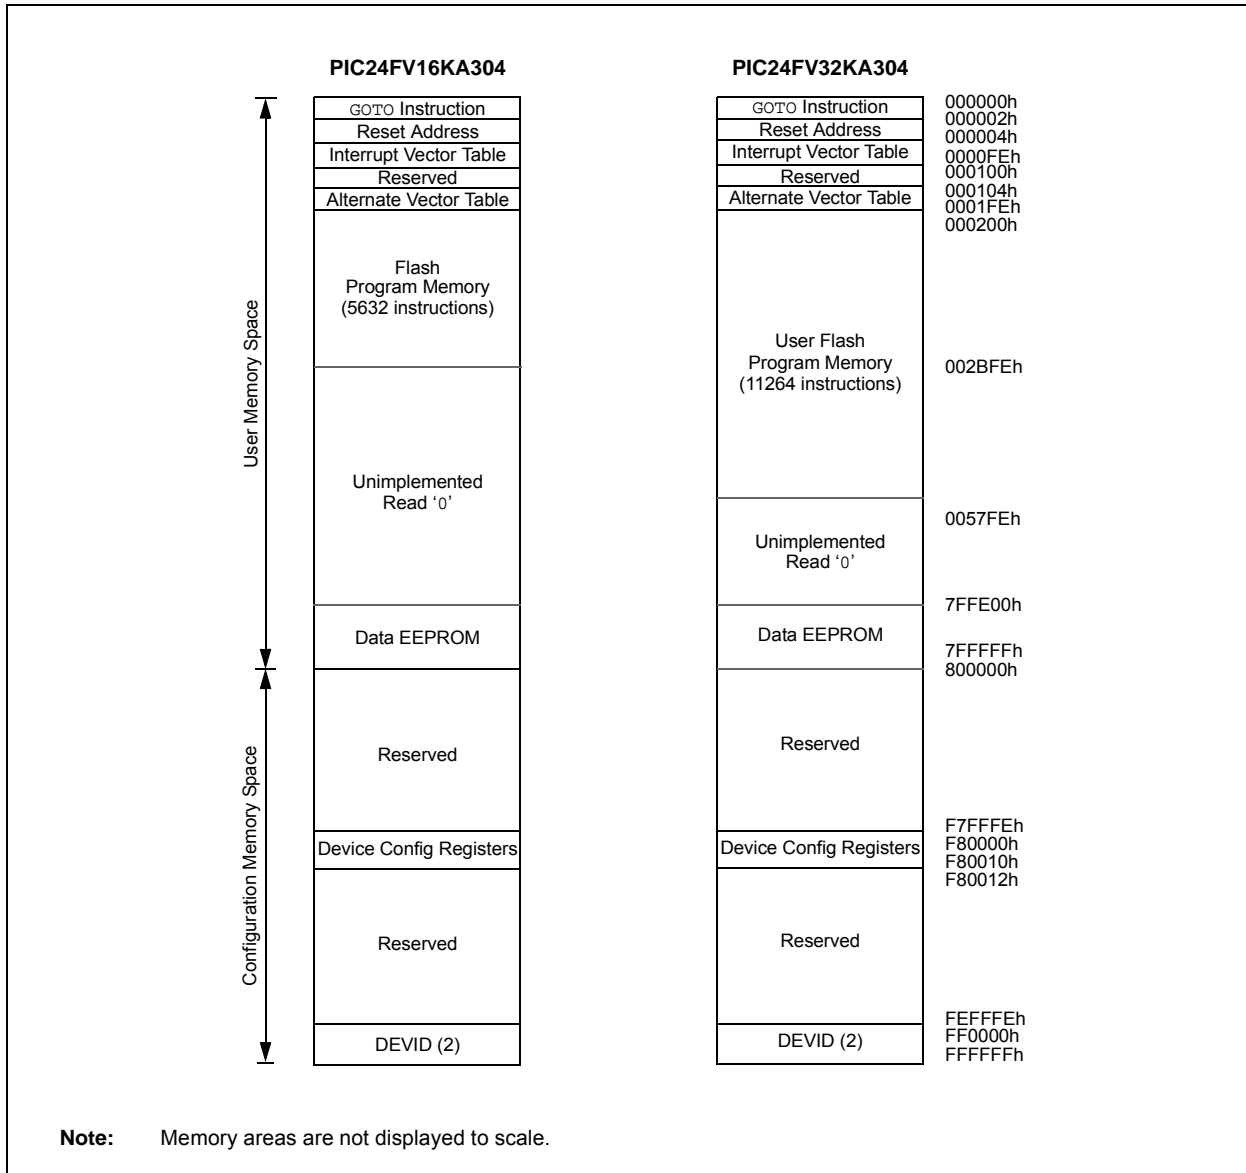 PIC24FV16KA304
PIC24FV32KA304
User Memory Space
Configuration Memory Space
GOTO Instruction
Reset Address
Interrupt Vector Table
Reserved
Alternate Vector Table
Flash
Program Memory
(5632 instructions)
Unimplemented
Read ‘0’
Data EEPROM
Reserved
Device Config Registers
Reserved
DEVID (2)
GOTO Instruction
Reset Address
Interrupt Vector Table
Reserved
Alternate Vector Table
User Flash
Program Memory
(11264 instructions)
Unimplemented
Read ‘0’
Data EEPROM
Reserved
Device Config Registers
Reserved
DEVID (2)
000000h
000002h
000004h
0000FEh
000100h
000104h
0001FEh
000200h
002BFEh
0057FEh
7FFE00h
7FFFFFh
800000h
F7FFFEh
F80000h
F80010h
F80012h
FEFFFEh
FF0000h
FFFFFFh
Note: Memory areas are not displayed to scale.